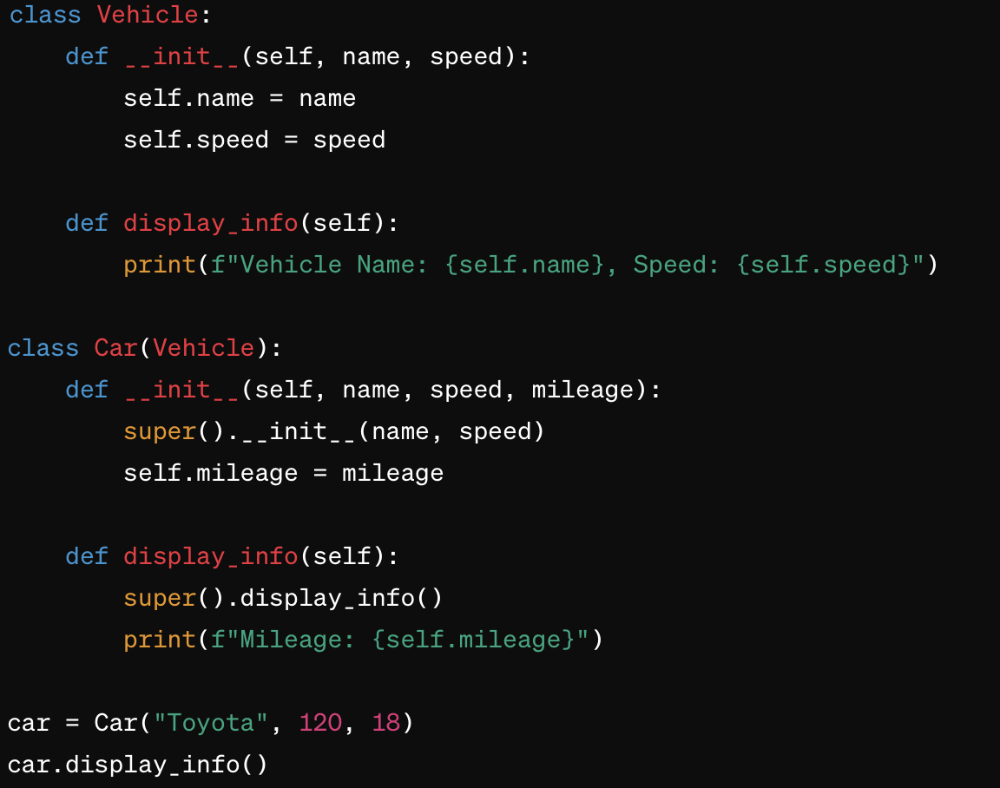 class Vehicle:
    def __init__(self, name, speed):
        self.name = name
        self.speed = speed

    def display_info(self):
        print(f"Vehicle Name: {self.name}, Speed: {self.speed}")

class Car(Vehicle):
    def __init__(self, name, speed, mileage):
        super().__init__(name, speed)
        self.mileage = mileage

    def display_info(self):
        super().display_info()
        print(f"Mileage: {self.mileage}")

car = Car("Toyota", 120, 18)
car.display_info()